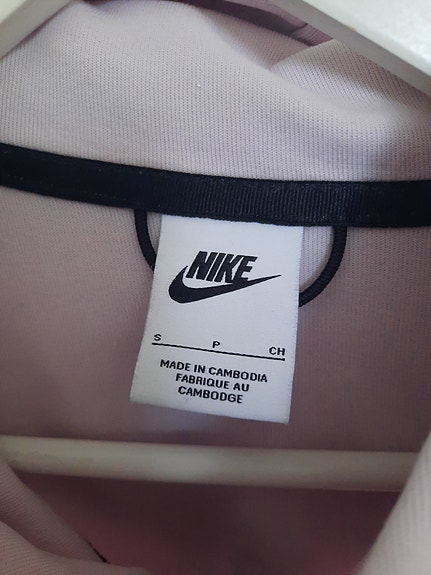 NIKE
S P CH
MADE IN CAMBODIA
FABRIQUE AU
CAMBODGE